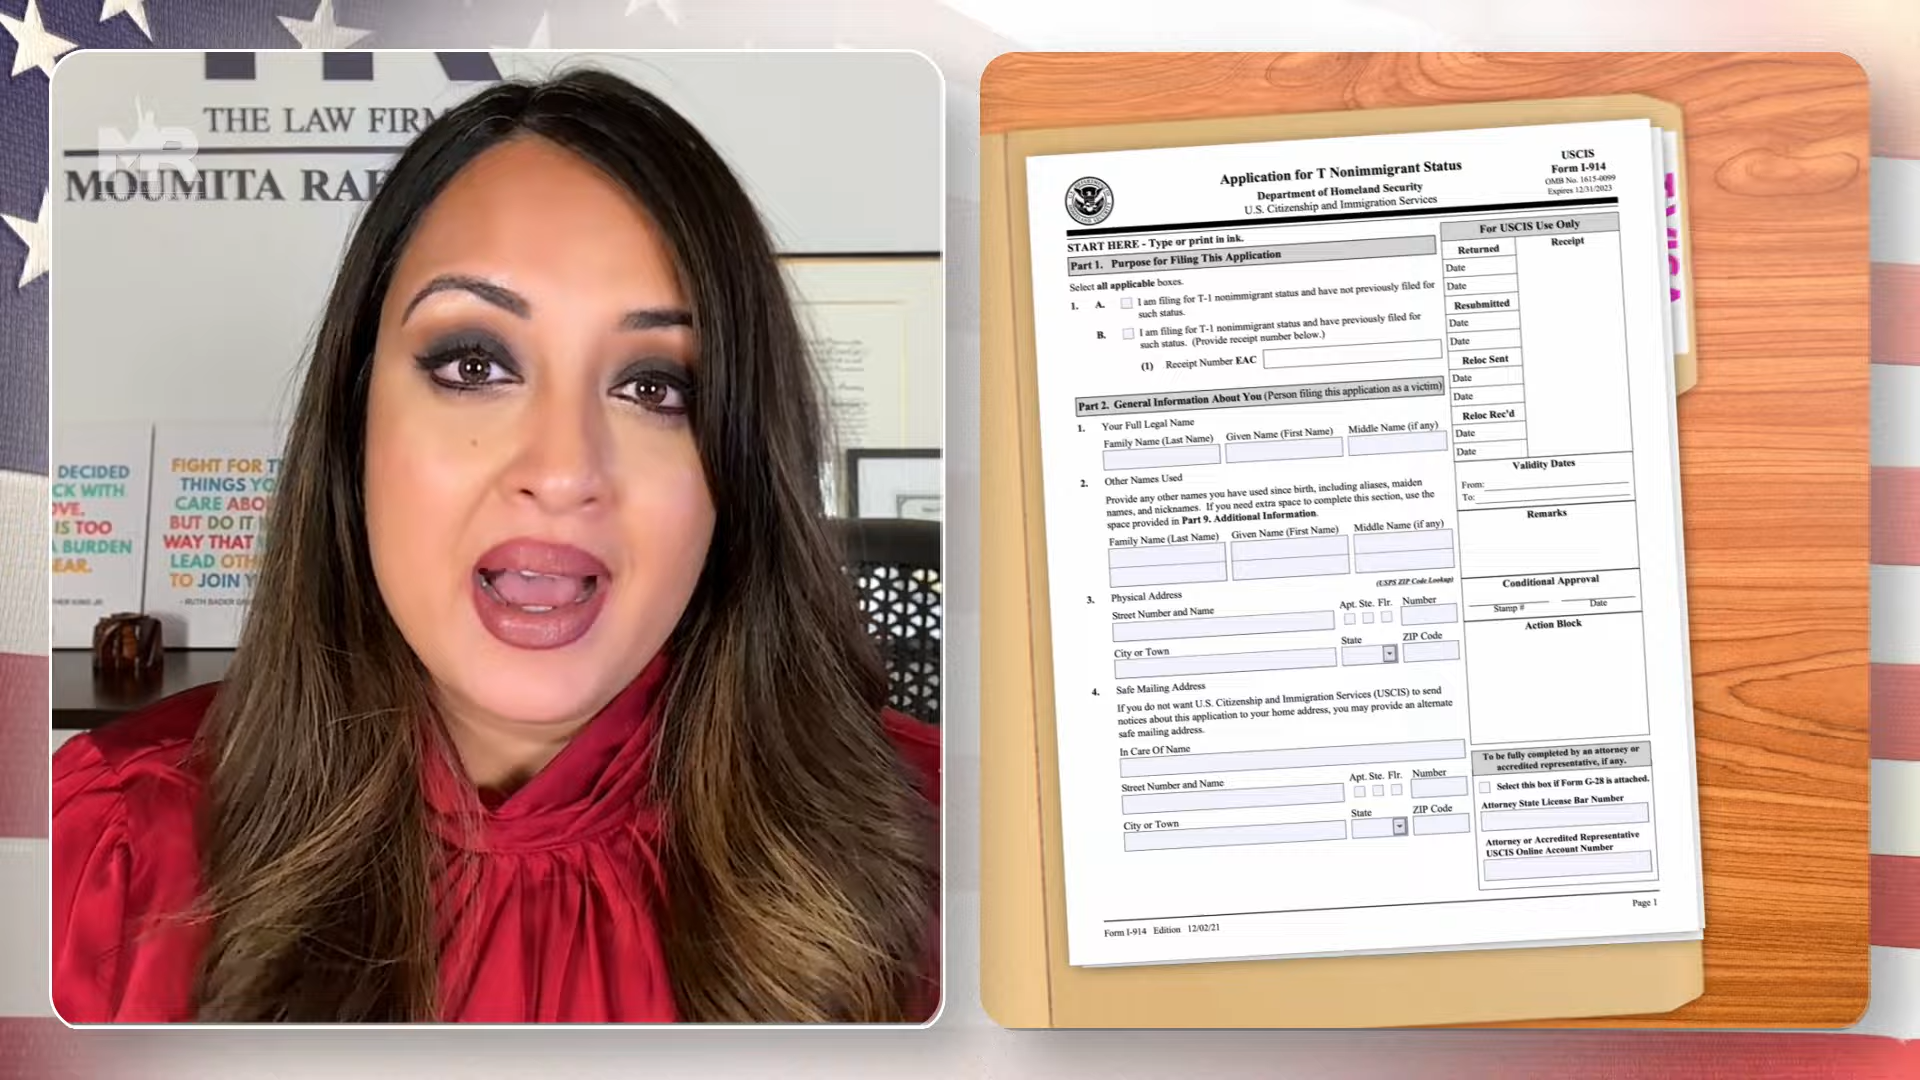 THE LAW FIRM
MR
MOUMITA RAH
DECIDED
CK WITH
OVE.
IS TOO
A BURDEN
EAR.
FIGHT FOR T
THINGS YO
CARE ABO
BUT DO IT
WAY THAT
LEAD OTH
TO JOIN Y
Application for T Nonimmigrant Status
Department of Homeland Security
U.S. Citizenship and Immigration Services
USCIS
Form I-914
OMB No. 1615-0099
Expires 12/31/2023
START HERE - Type or print in ink.
Part 1. Purpose for Filing This Application
Select all applicable boxes.
1. A. I am filing for T-1 nonimmigrant status and have not previously filed for
such status.
B. I am filing for T-1 nonimmigrant status and have previously filed for
such status. (Provide receipt number below.)
(1) Receipt Number EAC
Part 2. General Information About You (Person filing this application as a victim)
1. Your Full Legal Name
Family Name (Last Name) Given Name (First Name) Middle Name (if any)
2. Other Names Used
Provide any other names you have used since birth, including aliases, maiden
names, and nicknames. If you need extra space to complete this section, use the
space provided in Part 9. Additional Information.
Family Name (Last Name) Given Name (First Name) Middle Name (if any)
(USPS ZIP Code Lookup)
3. Physical Address
Street Number and Name Apt. Ste. Flr. Number
City or Town State ZIP Code
4. Safe Mailing Address
If you do not want U.S. Citizenship and Immigration Services (USCIS) to send
notices about this application to your home address, you may provide an alternate
safe mailing address.
In Care Of Name
Street Number and Name Apt. Ste. Flr. Number
City or Town State ZIP Code
For USCIS Use Only
Returned Receipt
Date
Date
Resubmitted
Date
Date
Reloc Sent
Date
Date
Reloc Rec'd
Date
Date
Validity Dates
From:
To:
Remarks
Conditional Approval
Stamp # Date
Action Block
To be fully completed by an attorney or
accredited representative, if any.
Select this box if Form G-28 is attached.
Attorney State License Bar Number
Attorney or Accredited Representative
USCIS Online Account Number
Form I-914 Edition 12/02/21
Page 1